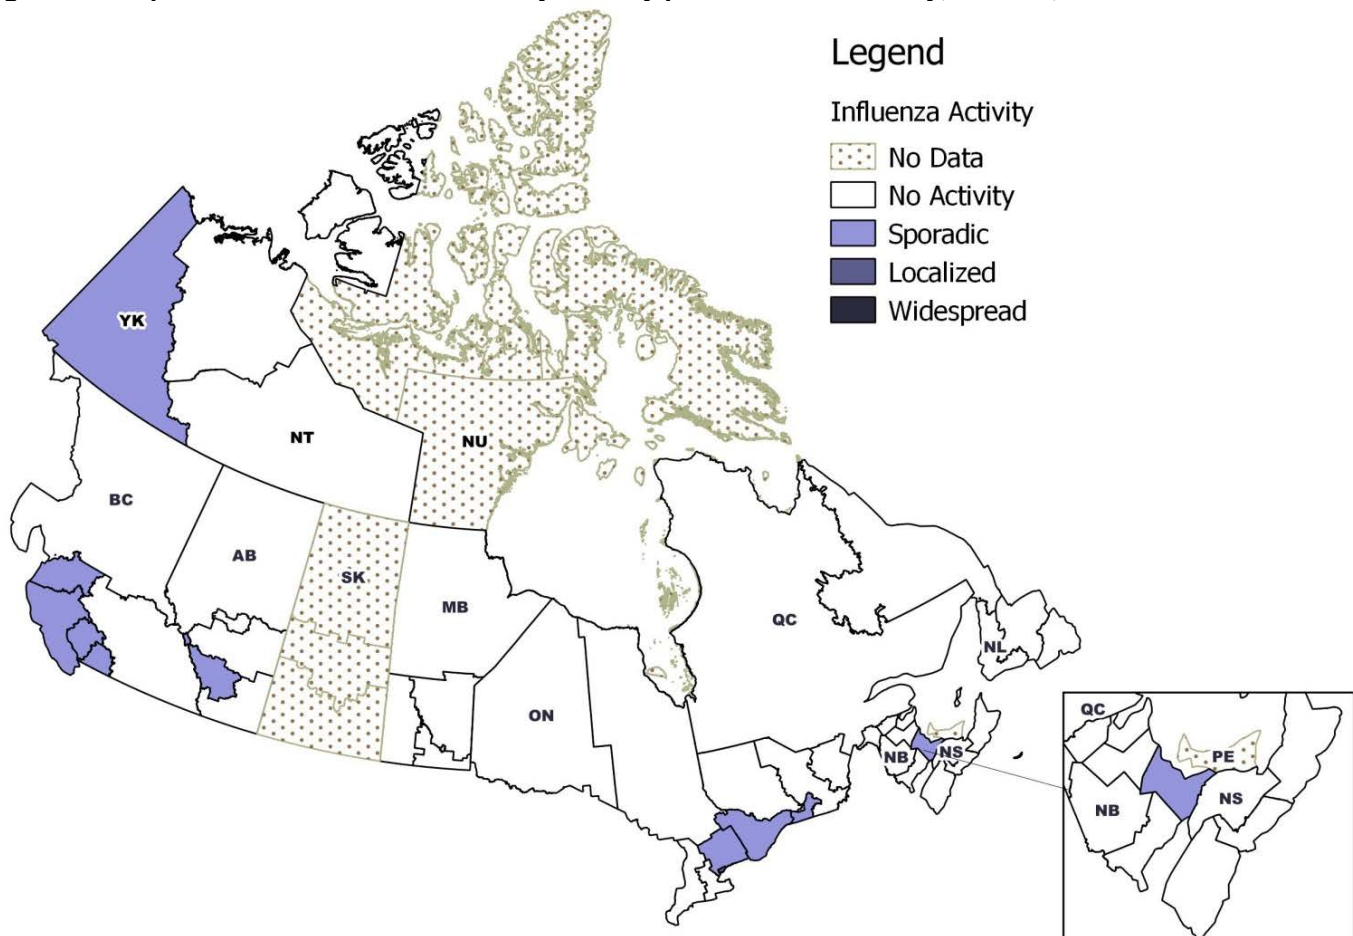 Legend
Influenza Activity
No Data
No Activity
Sporadic
Localized
Widespread
YK
NT
NU
BC
AB
SK
MB
QC
NL
ON
NB
NS
QC
PE
NB
NS